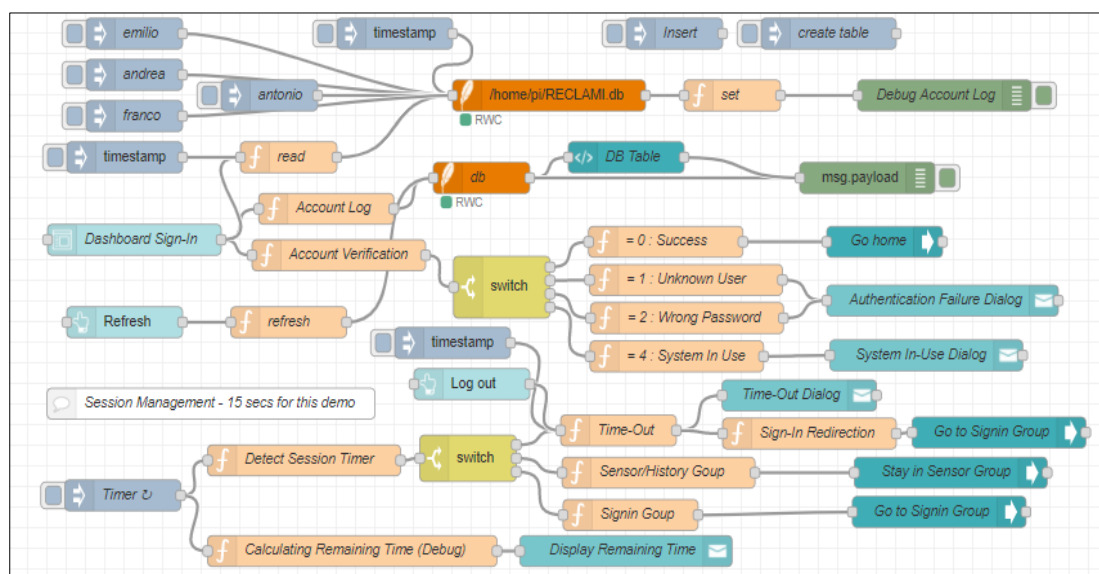 emilio
timestamp
Insert
create table
andrea
antonio
/home/pi/RECLAMI.db
set
Debug Account Log
franco
RWC
timestamp
read
DB Table
db
msg.payload
RWC
Account Log
Dashboard Sign-In
= 0 : Success
Go home
Account Verification
switch
= 1 : Unknown User
Authentication Failure Dialog
Refresh
refresh
= 2 : Wrong Password
timestamp
= 4 : System In Use
System In-Use Dialog
Log out
Session Management - 15 secs for this demo
Time-Out Dialog
Time-Out
Sign-In Redirection
Go to Signin Group
Detect Session Timer
switch
Sensor/History Goup
Stay in Sensor Group
Timer ↻
Signin Goup
Go to Signin Group
Calculating Remaining Time (Debug)
Display Remaining Time